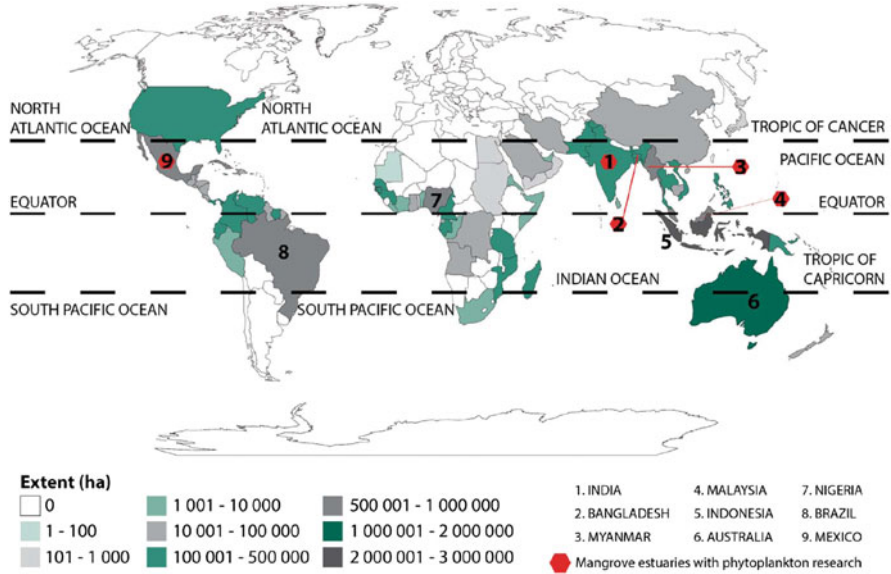 NORTH
ATLANTIC OCEAN
NORTH
ATLANTIC OCEAN
TROPIC OF CANCER
9
1
3
PACIFIC OCEAN
4
EQUATOR
7
EQUATOR
2
5
8
TROPIC OF
CAPRICORN
INDIAN OCEAN
6
SOUTH PACIFIC OCEAN
SOUTH PACIFIC OCEAN
Extent (ha)
0
1 - 100
101 - 1 000
1 001 - 10 000
10 001 - 100 000
100 001 - 500 000
500 001 - 1 000 000
1 000 001 - 2 000 000
2 000 001 - 3 000 000
1. INDIA
2. BANGLADESH
3. MYANMAR
4. MALAYSIA
5. INDONESIA
6. AUSTRALIA
7. NIGERIA
8. BRAZIL
9. MEXICO
Mangrove estuaries with phytoplankton research